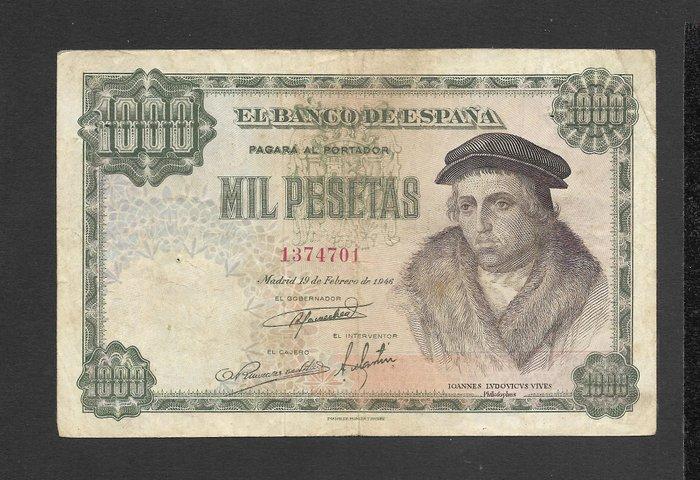 1000 1000
EL BANCO DE ESPAÑA
PAGARÁ AL PORTADOR
MIL PESETAS
1374701
Madrid 19 de Febrero de 1946
EL GOBERNADOR
EL INTERVENTOR
EL CAJERO
1000 1000
IOANNES LVDOVICVS VIVES
Philosophus